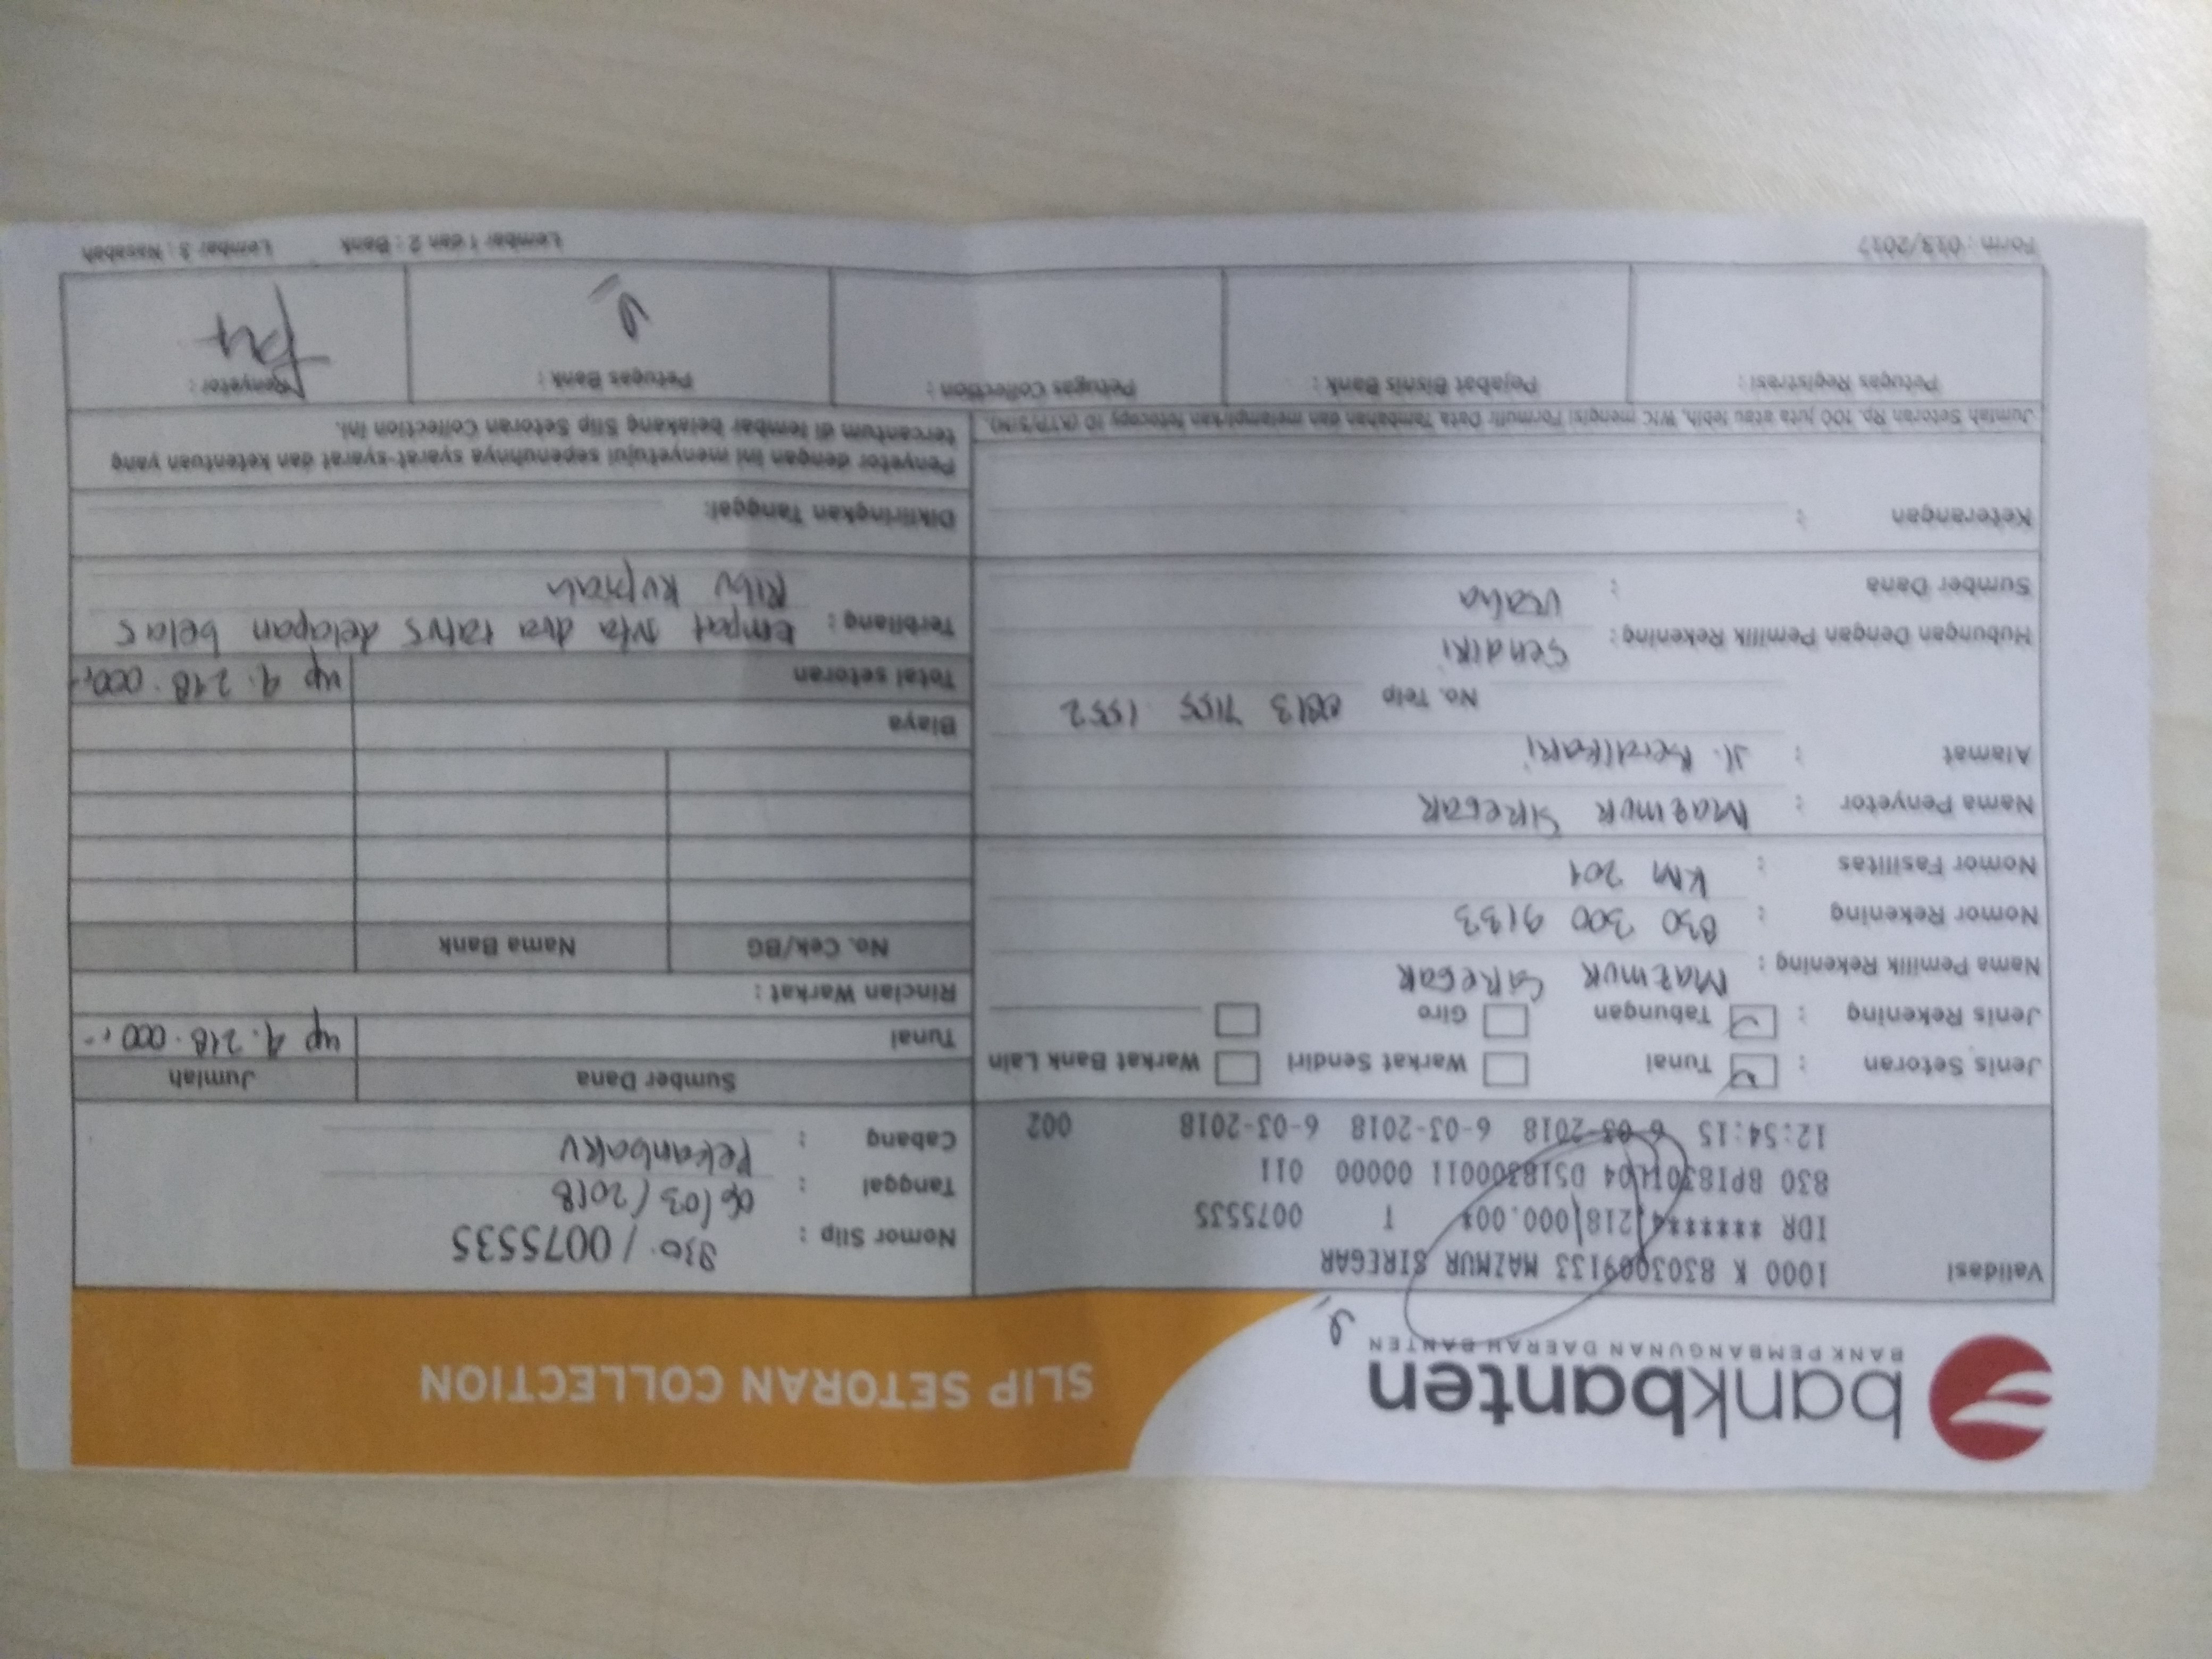 bankbanten
BANK PEMBANGUNAN DAERAH BANTEN
SLIP SETORAN COLLECTION
Validasi
1000 K 8303009133 MAZMUR SIREGAR
IDR ******4,218,000.00* T 0075535
830 BPI8301104 D518300011 00000 011
12:54:15 6-03-2018 6-03-2018 6-03-2018 002
Nomor Slip : 830 / 0075535
Tanggal : 06/03/2018
Cabang : Pekanbaru
Jenis Setoran : Tunai Warkat Sendiri Warkat Bank Lain
Jenis Rekening : Tabungan Giro
Nama Pemilik Rekening : MAZMUR SIREGAR
Nomor Rekening : 830 300 9133
Nomor Fasilitas : KM 201
Nama Penyetor : MAZMUR SIREGAR
Alamat : Jl.
No. Telp 0813 7155 1552
Hubungan Dengan Pemilik Rekening : Sendiri
Sumber Dana : Usaha
Keterangan :
Jumlah Setoran Rp. 100 juta atau lebih, WIC mengisi Formulir Data Tambahan dan melampirkan fotocopy ID (KTP/SIM).
Sumber Dana Jumlah
Tunai 4.218.000,-
Rincian Warkat :
No. Cek/BG Nama Bank
Biaya
Total setoran 4.218.000,-
Terbilang : Empat juta dua ratus delapan belas
Ribu Rupiah
Dikliringkan Tanggal:
Penyetor dengan ini menyetujui sepenuhnya syarat-syarat dan ketentuan yang
tercantum di lembar belakang Slip Setoran Collection ini.
Petugas Registrasi : Pejabat Bisnis Bank : Petugas Collection : Petugas Bank : Penyetor :
Form : 013/2017
Lembar 1 dan 2 : Bank Lembar 3 : Nasabah